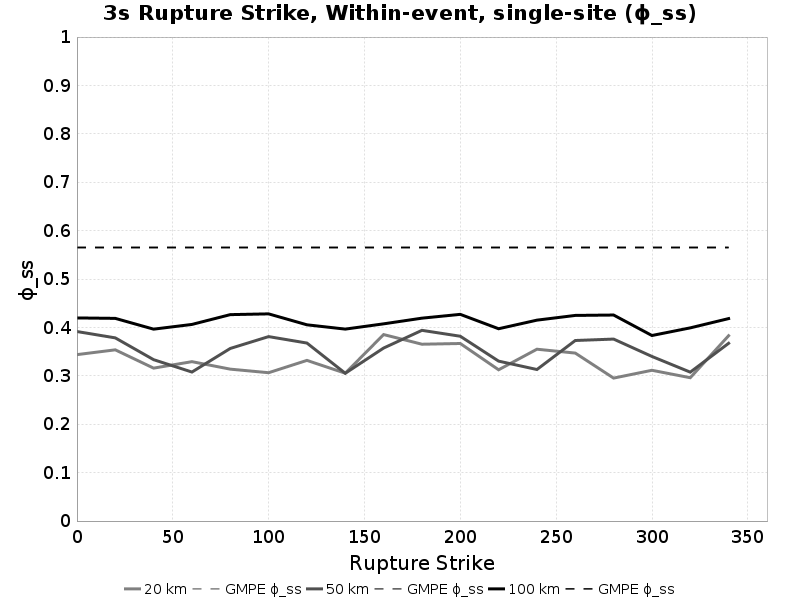 3s Rupture Strike, Within-event, single-site (ϕ_ss)
1
0.9
0.8
0.7
0.6
0.5
0.4
0.3
0.2
0.1
0
ϕ_ss
0 50 100 150 200 250 300 350
Rupture Strike
20 km GMPE ϕ_ss 50 km GMPE ϕ_ss 100 km GMPE ϕ_ss